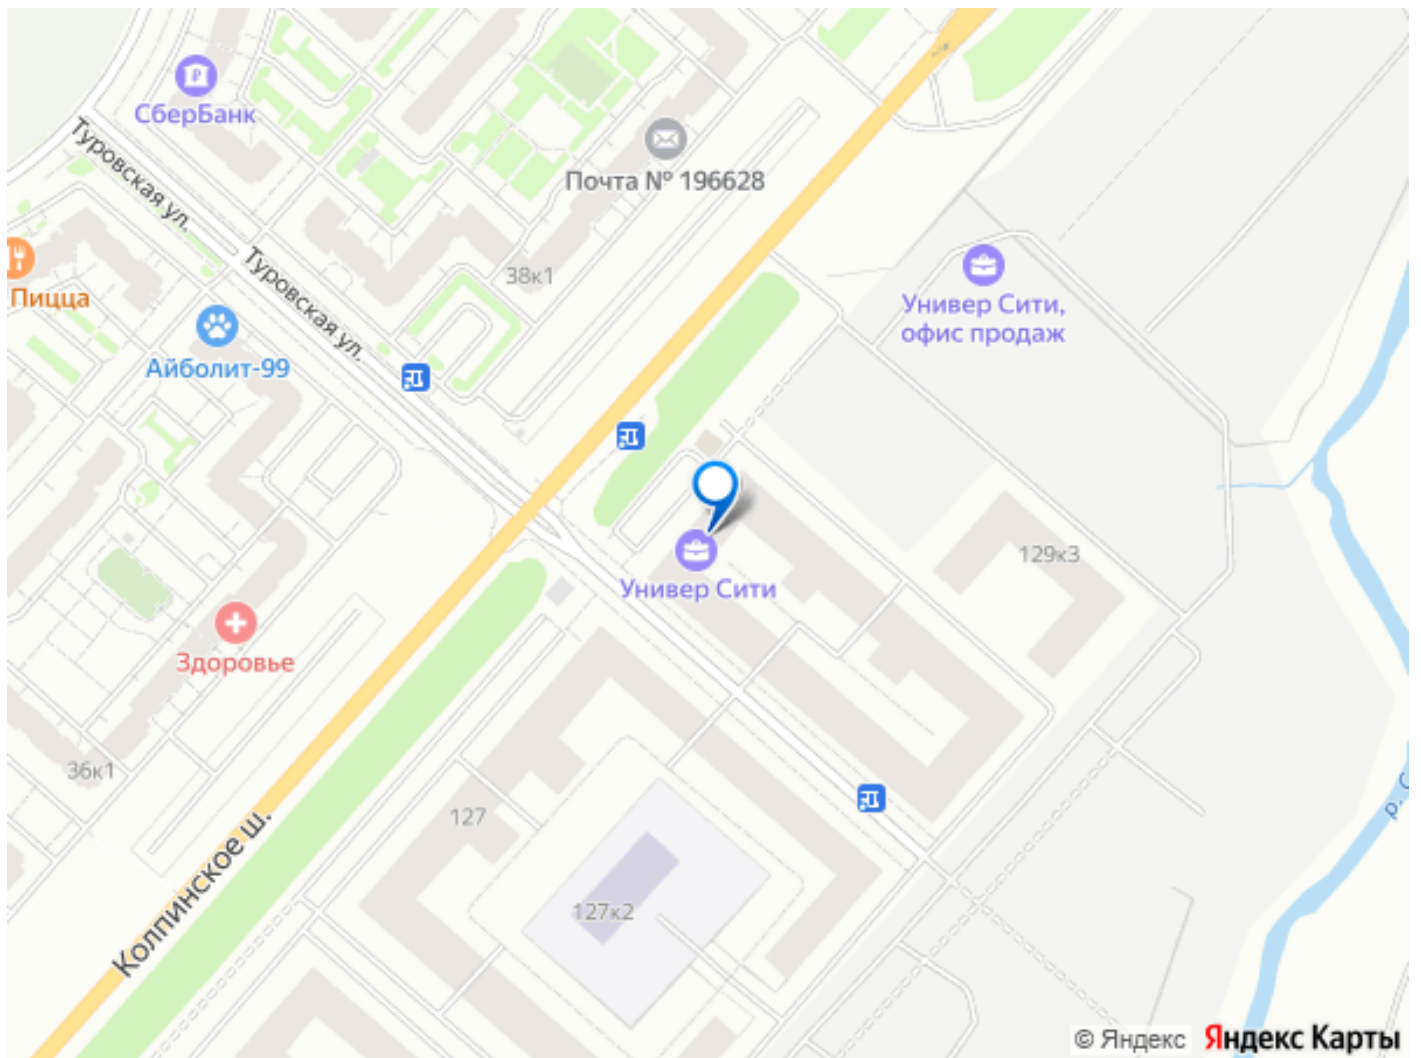 СберБанк
Туровская ул.
Почта № 196628
Туровская ул.
38к1
Пицца
Айболит-99
Универ Сити,
офис продаж
Универ Сити
129к3
Здоровье
36к1
127
127к2
Колпинское ш.
р. С
© Яндекс Яндекс Карты